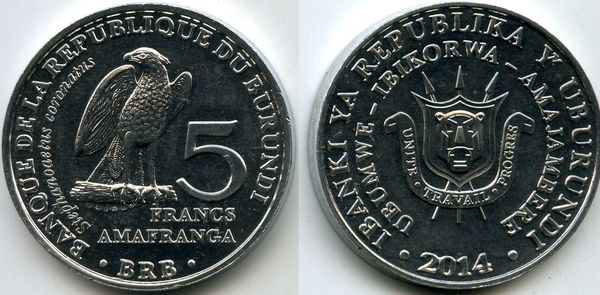 BANQUE DE LA REPUBLIQUE DU BURUNDI
Stephanoaetus coronatus
5
FRANCS
AMAFRANGA
· BRB ·
IBANKI YA REPUBLIKA Y' UBURUNDI
UBUMWE - IBIKORWA - AMAJAMBERE
UNITE · TRAVAIL · PROGRES
· 2014 ·